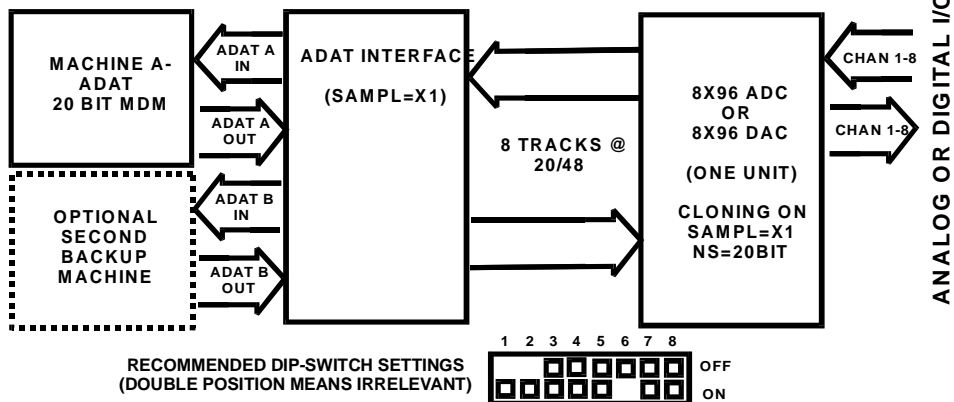 MACHINE A-
ADAT
20 BIT MDM
ADAT A
IN
ADAT A
OUT
OPTIONAL
SECOND
BACKUP
MACHINE
ADAT B
IN
ADAT B
OUT
ADAT INTERFACE
(SAMPL=X1)
8 TRACKS @
20/48
8X96 ADC
OR
8X96 DAC
(ONE UNIT)
CLONING ON
SAMPL=X1
NS=20BIT
CHAN 1-8
CHAN 1-8
ANALOG OR DIGITAL I/O
RECOMMENDED DIP-SWITCH SETTINGS
(DOUBLE POSITION MEANS IRRELEVANT)
1 2 3 4 5 6 7 8
OFF
ON